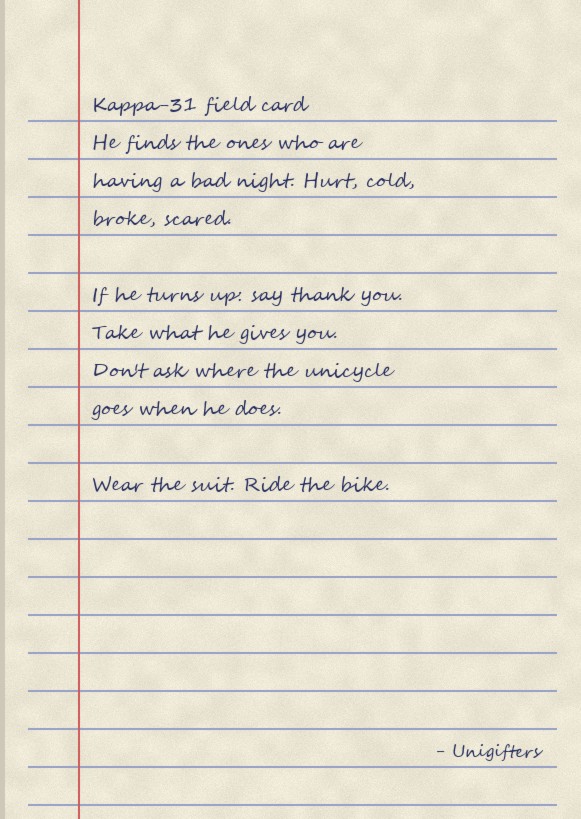 Kappa-31 field card
He finds the ones who are
having a bad night. Hurt, cold,
broke, scared.
If he turns up: say thank you.
Take what he gives you.
Don't ask where the unicycle
goes when he does.
Wear the suit. Ride the bike.
- Unigifters